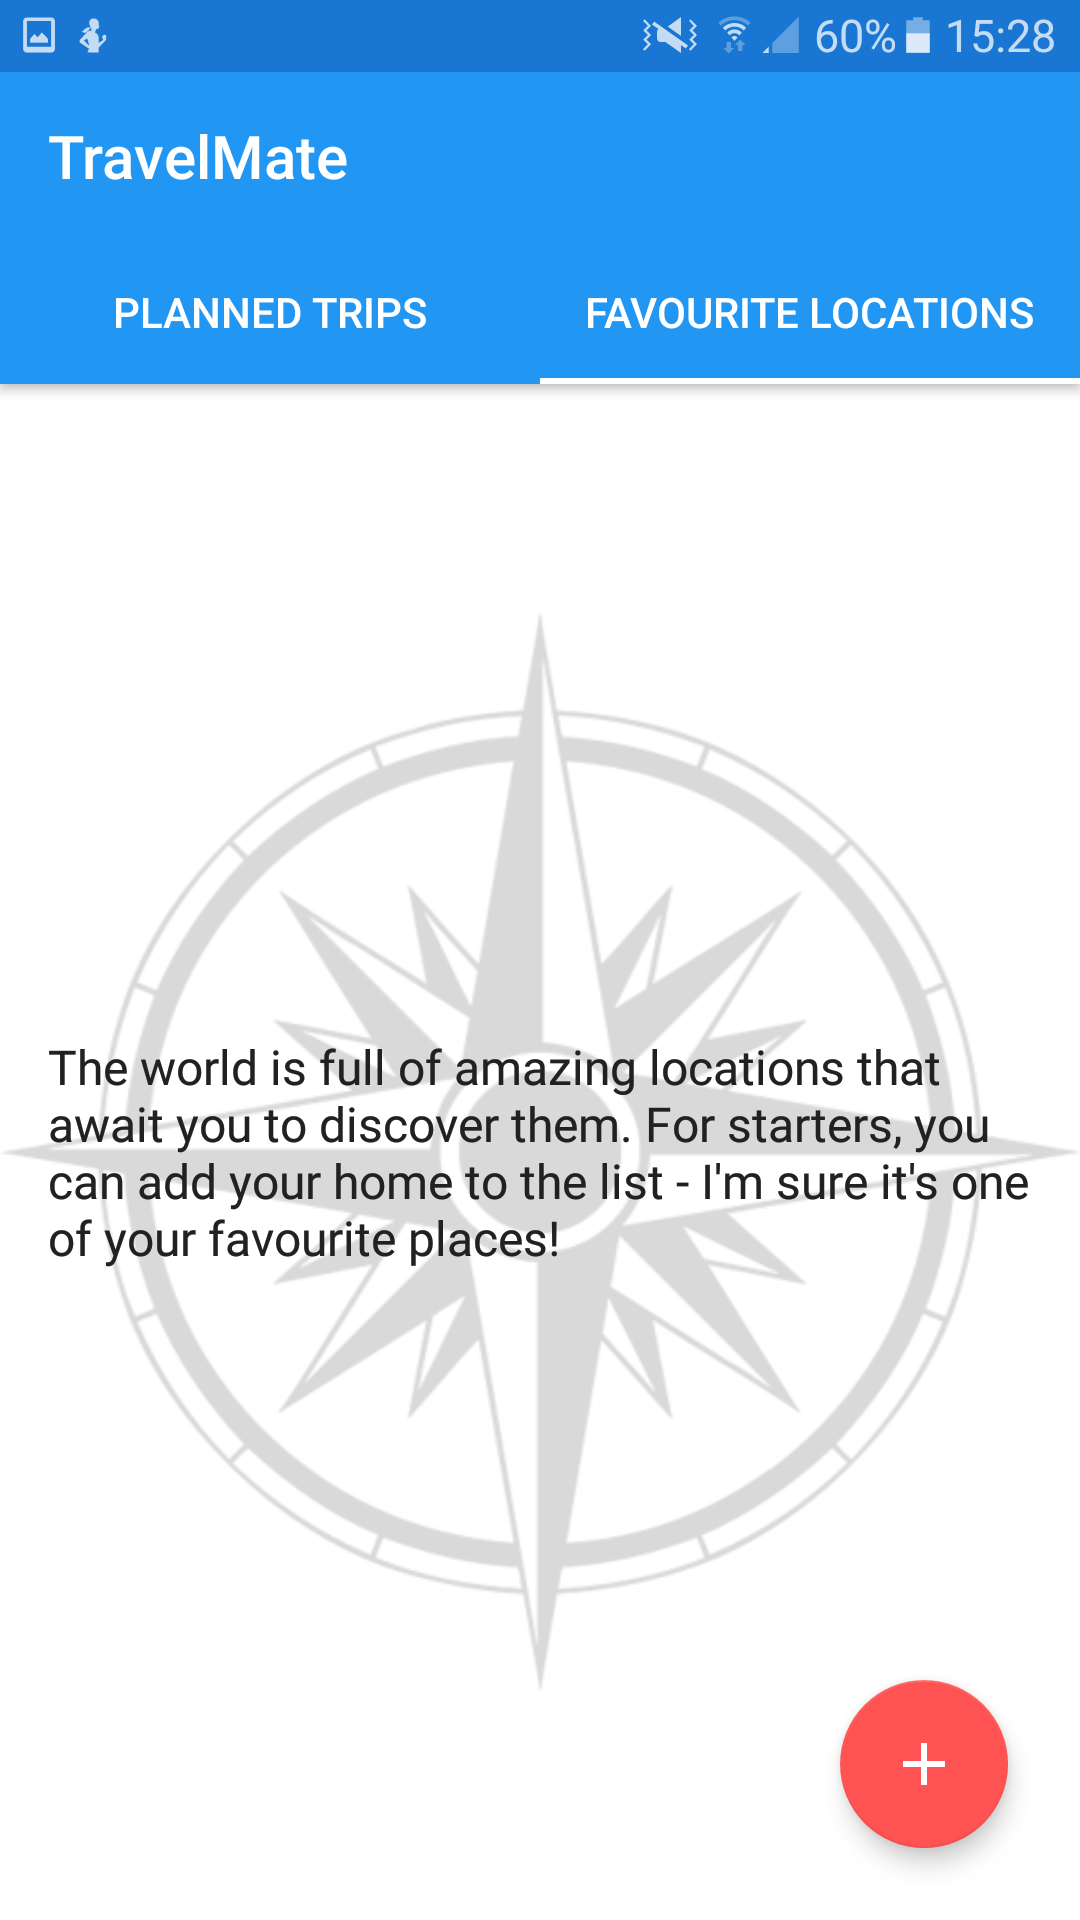 60% 15:28
TravelMate
PLANNED TRIPS FAVOURITE LOCATIONS
The world is full of amazing locations that
await you to discover them. For starters, you
can add your home to the list - I'm sure it's one
of your favourite places!